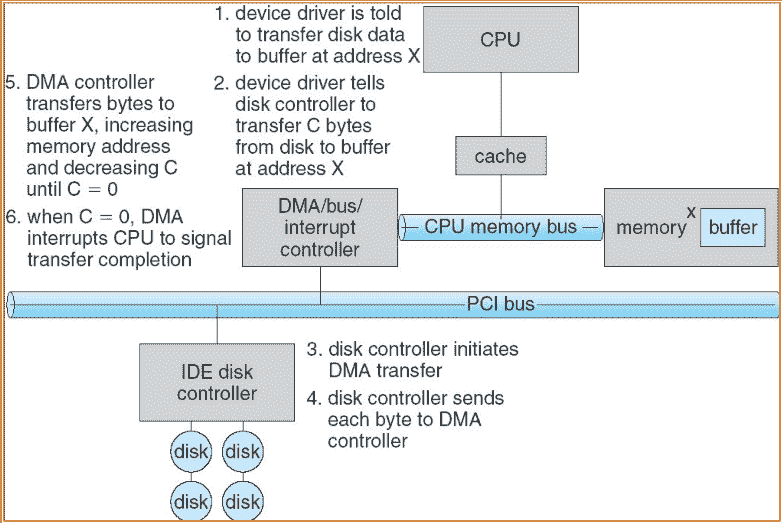 1. device driver is told
to transfer disk data
to buffer at address X
2. device driver tells
disk controller to
transfer C bytes
from disk to buffer
at address X
5. DMA controller
transfers bytes to
buffer X, increasing
memory address
and decreasing C
until C = 0
6. when C = 0, DMA
interrupts CPU to signal
transfer completion
CPU
cache
DMA/bus/
interrupt
controller
CPU memory bus
memory
X
buffer
PCI bus
IDE disk
controller
3. disk controller initiates
DMA transfer
4. disk controller sends
each byte to DMA
controller
disk
disk
disk
disk